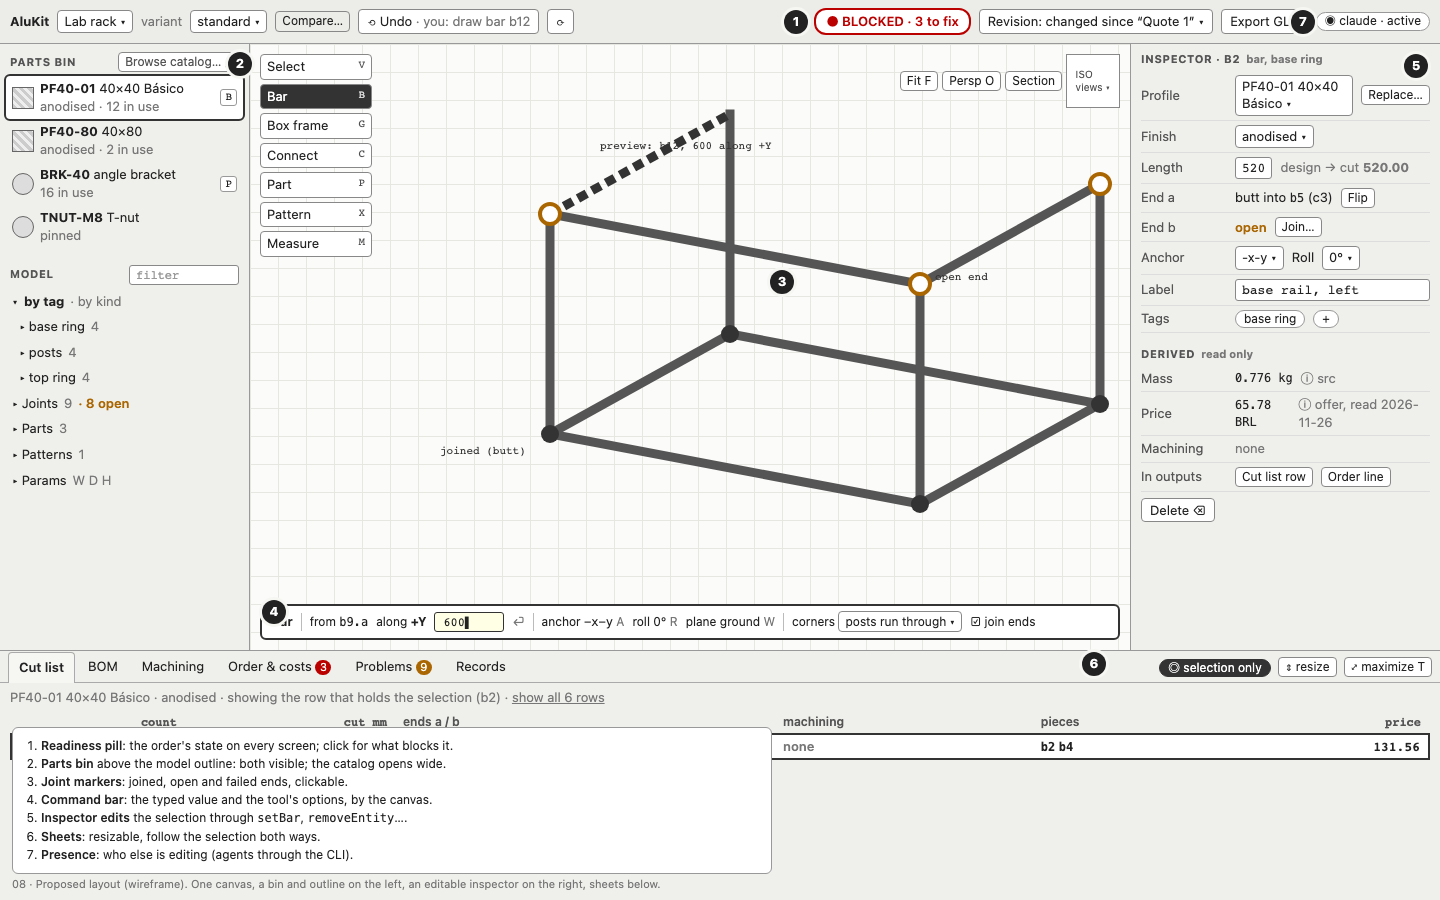 AluKit Lab rack ▾ variant standard ▾ Compare... ⟲ Undo · you: draw bar b12 ⟳ 1 ● BLOCKED · 3 to fix Revision: changed since “Quote 1” ▾ Export GL 7 ◉ claude · active
PARTS BIN Browse catalog... 2
PF40-01 40×40 Básico B
anodised · 12 in use
PF40-80 40×80
anodised · 2 in use
BRK-40 angle bracket P
16 in use
TNUT-M8 T-nut
pinned
MODEL filter
▾ by tag · by kind
▸ base ring 4
▸ posts 4
▸ top ring 4
▸ Joints 9 · 8 open
▸ Parts 3
▸ Patterns 1
▸ Params W D H
Select V
Bar B
Box frame G
Connect C
Part P
Pattern X
Measure M
Fit F Persp O Section
ISO
views ▾
preview: b12, 600 along +Y
3
open end
joined (butt)
4 ar from b9.a along +Y 600 ⏎ anchor −x−y A roll 0° R plane ground W corners posts run through ▾ ☑ join ends
INSPECTOR · B2 bar, base ring 5
Profile PF40-01 40×40 Básico ▾ Replace...
Finish anodised ▾
Length 520 design → cut 520.00
End a butt into b5 (c3) Flip
End b open Join...
Anchor -x-y ▾ Roll 0° ▾
Label base rail, left
Tags base ring +
DERIVED read only
Mass 0.776 kg ⓘ src
Price 65.78 BRL ⓘ offer, read 2026-11-26
Machining none
In outputs Cut list row Order line
Delete ⌫
Cut list BOM Machining Order & costs 3 Problems 9 Records 6 ◎ selection only ⇕ resize ⤢ maximize T
PF40-01 40×40 Básico · anodised · showing the row that holds the selection (b2) · show all 6 rows
count cut mm ends a / b machining pieces price
none b2 b4 131.56
1. Readiness pill: the order's state on every screen; click for what blocks it.
2. Parts bin above the model outline: both visible; the catalog opens wide.
3. Joint markers: joined, open and failed ends, clickable.
4. Command bar: the typed value and the tool's options, by the canvas.
5. Inspector edits the selection through setBar, removeEntity….
6. Sheets: resizable, follow the selection both ways.
7. Presence: who else is editing (agents through the CLI).
08 · Proposed layout (wireframe). One canvas, a bin and outline on the left, an editable inspector on the right, sheets below.